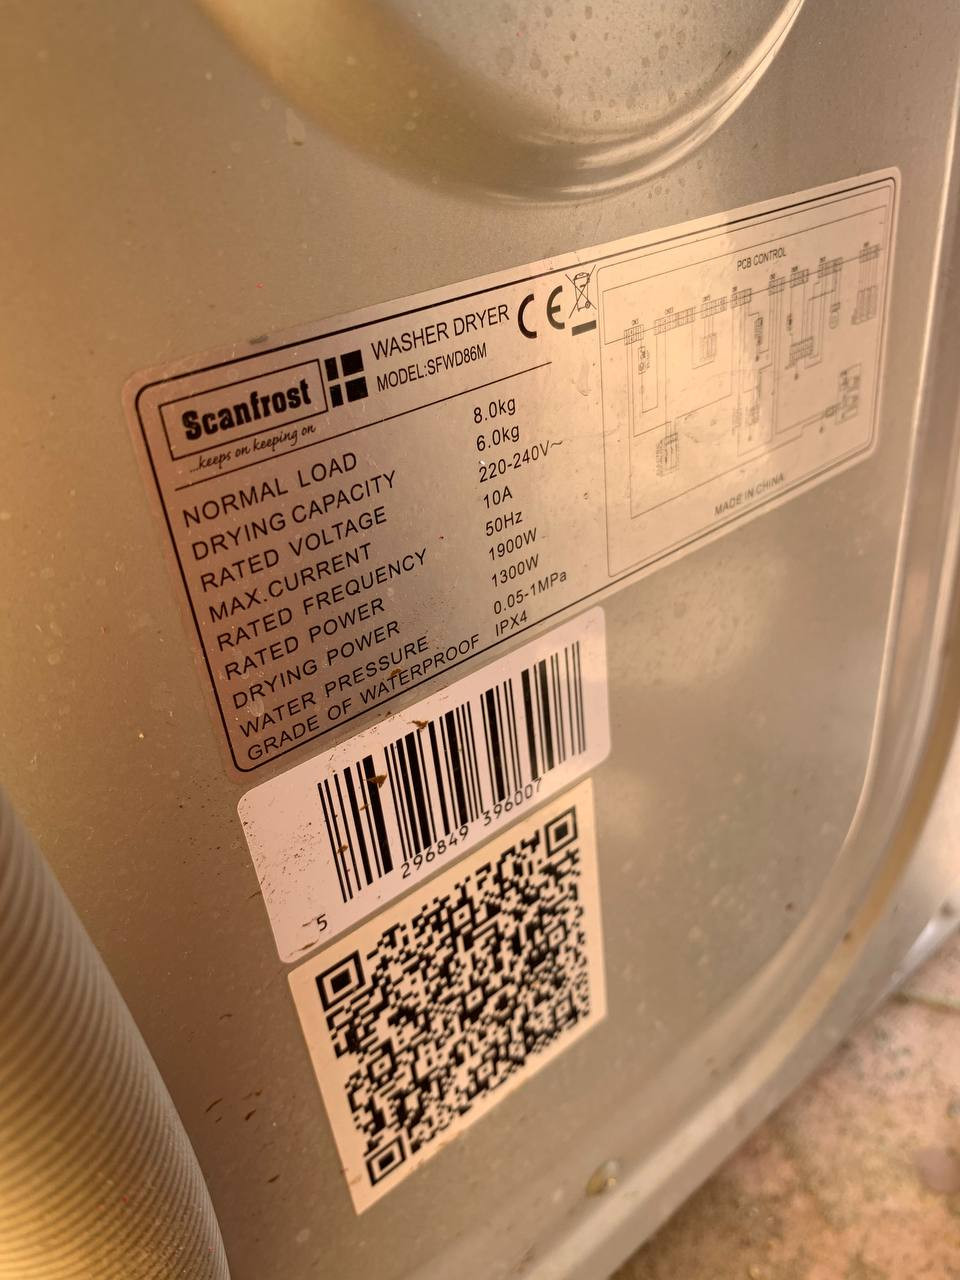 Scanfrost
...keeps on keeping on
WASHER DRYER
MODEL:SFWD86M
CE
NORMAL LOAD 8.0kg
DRYING CAPACITY 6.0kg
RATED VOLTAGE 220-240V~
MAX.CURRENT 10A
RATED FREQUENCY 50Hz
RATED POWER 1900W
DRYING POWER 1300W
WATER PRESSURE 0.05-1MPa
GRADE OF WATERPROOF IPX4
PCB CONTROL
MADE IN CHINA
5 296849 396007